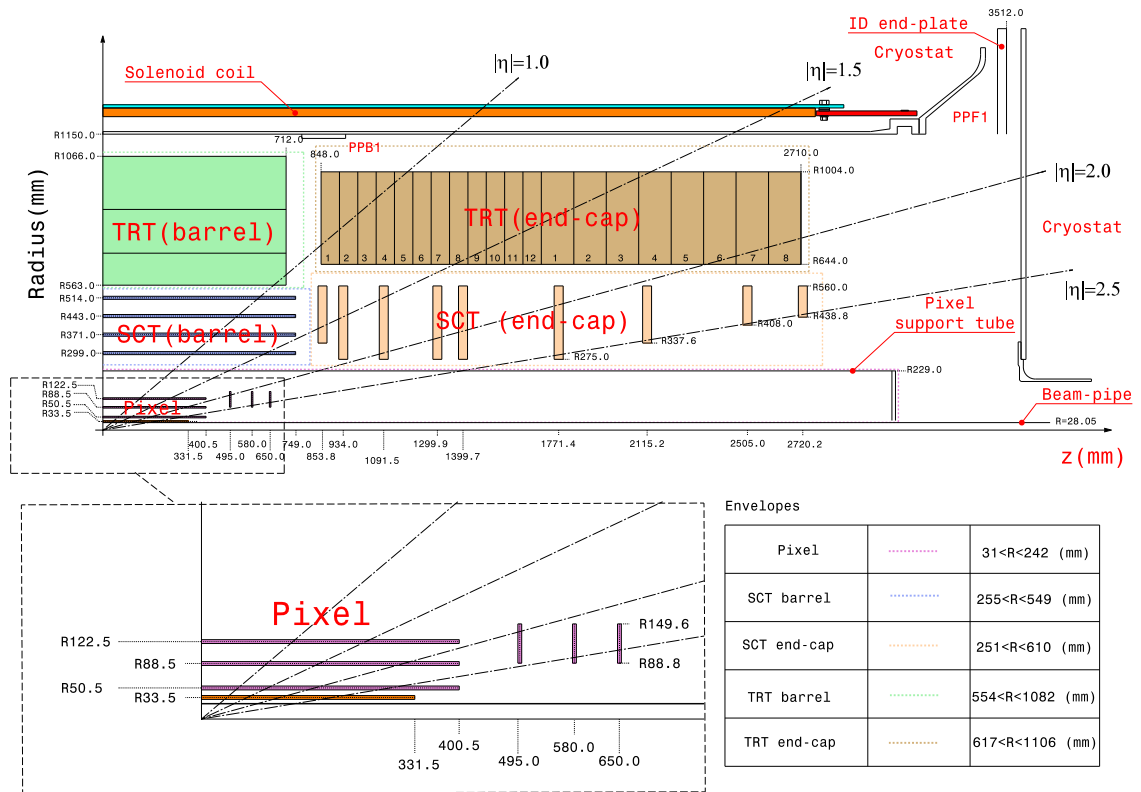 3512.0
ID end-plate
Cryostat
|η|=1.0
|η|=1.5
Solenoid coil
PPF1
R1150.0
712.0
PPB1
R1066.0
848.0
2710.0
R1004.0
|η|=2.0
Radius(mm)
TRT(barrel)
TRT(end-cap)
Cryostat
1 2 3 4 5 6 7 8 9 10 11 12 1 2 3 4 5 6 7 8
R644.0
R563.0
R560.0
|η|=2.5
R514.0
R443.0
SCT(barrel)
SCT (end-cap)
R438.8
R408.0
Pixel
support tube
R371.0
R337.6
R299.0
R275.0
R229.0
R122.5
R88.5
R50.5
R33.5
Pixel
Beam-pipe
R=28.05
400.5
580.0
749.0
934.0
1299.9
1771.4
2115.2
2505.0
2720.2
331.5
495.0
650.0
853.8
1091.5
1399.7
z(mm)
Envelopes
Pixel 31<R<242 (mm)
SCT barrel 255<R<549 (mm)
SCT end-cap 251<R<610 (mm)
TRT barrel 554<R<1082 (mm)
TRT end-cap 617<R<1106 (mm)
Pixel
R149.6
R122.5
R88.5
R88.8
R50.5
R33.5
400.5
580.0
331.5
495.0
650.0